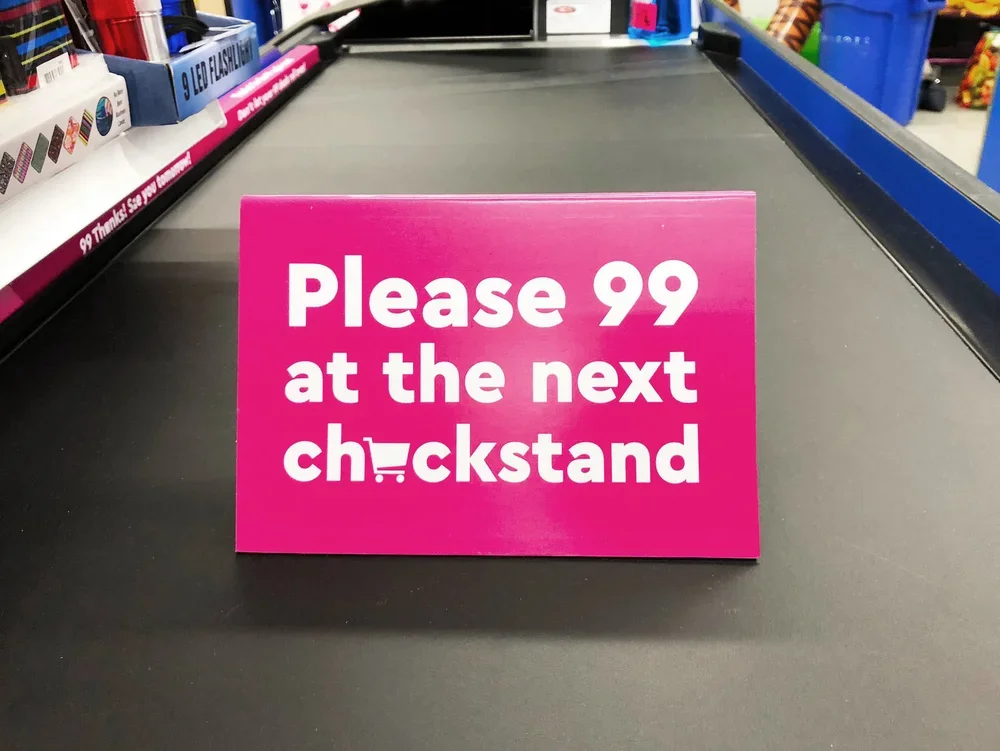 9 LED FLASHLIGHT
99 Thanks! See you tomorrow!
Please 99
at the next
chckstand